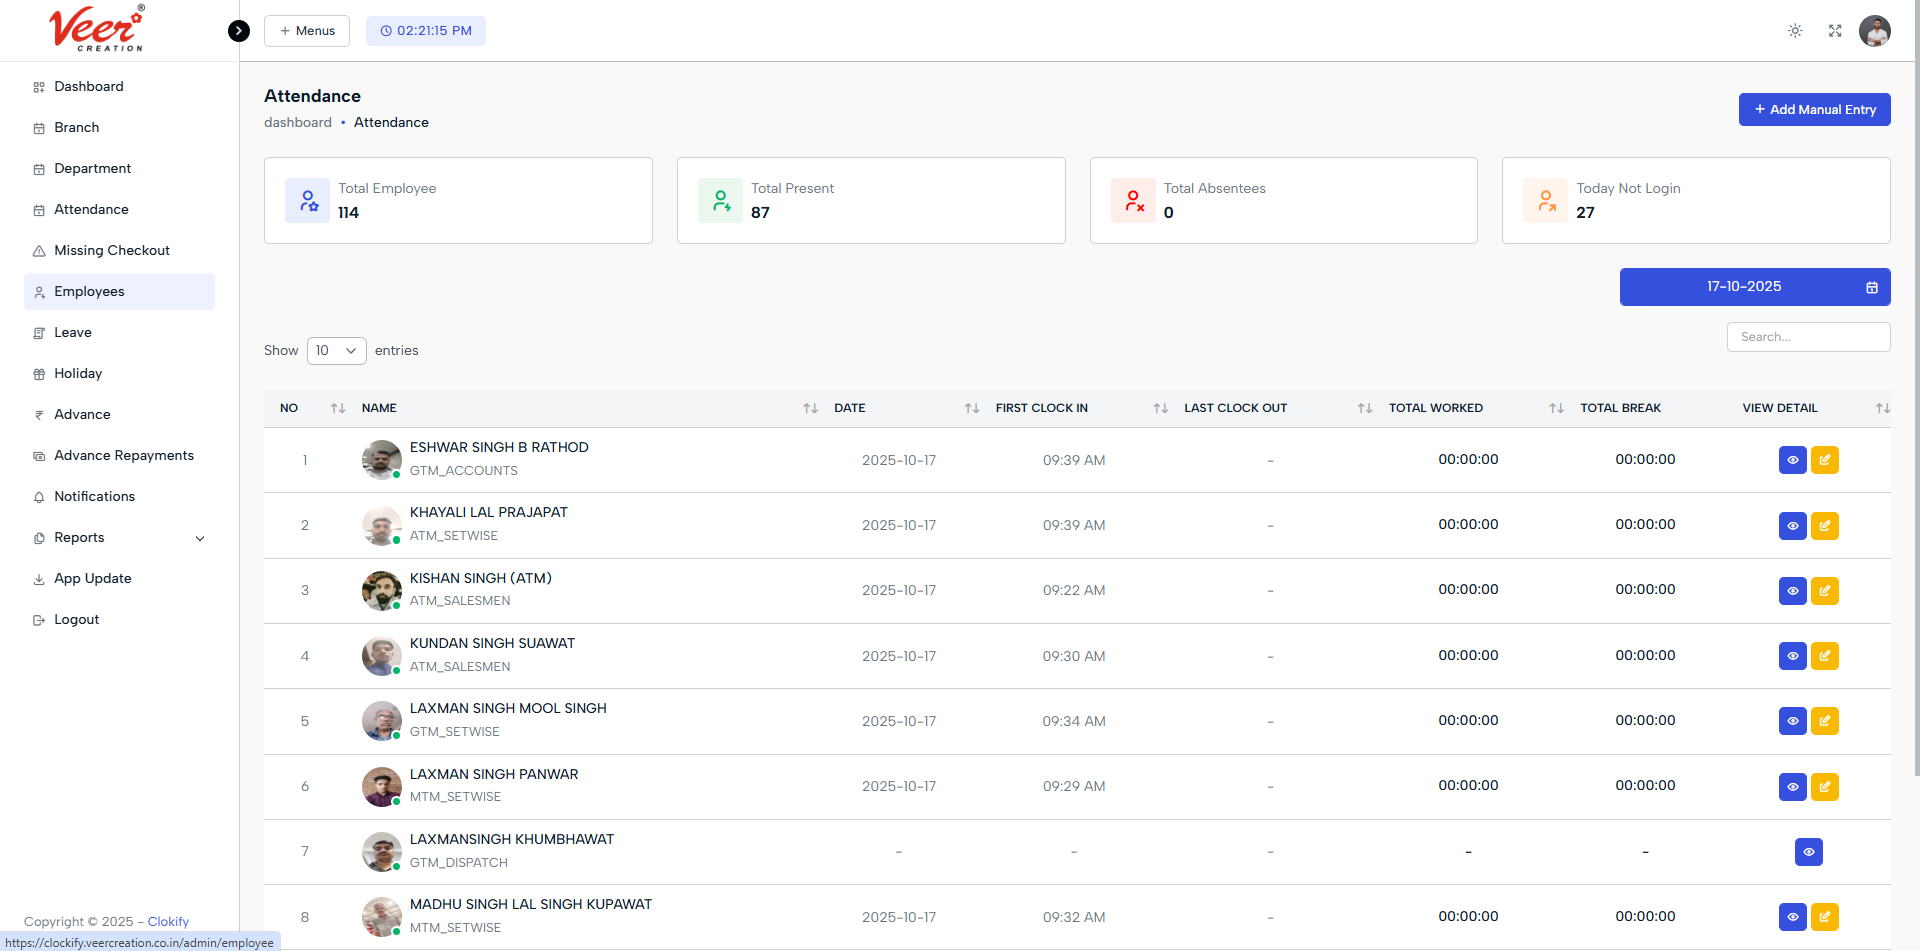 Veer
CREATION
Menus
02:21:15 PM
Dashboard
Branch
Department
Attendance
Missing Checkout
Employees
Leave
Holiday
Advance
Advance Repayments
Notifications
Reports
App Update
Logout
Copyright © 2025 - Clokify
https://clockify.veercreation.co.in/admin/employee
Attendance
dashboard • Attendance
+ Add Manual Entry
Total Employee
114
Total Present
87
Total Absentees
0
Today Not Login
27
17-10-2025
Show 10 entries
Search...
NO NAME DATE FIRST CLOCK IN LAST CLOCK OUT TOTAL WORKED TOTAL BREAK VIEW DETAIL
1 ESHWAR SINGH B RATHOD 2025-10-17 09:39 AM - 00:00:00 00:00:00
GTM_ACCOUNTS
2 KHAYALI LAL PRAJAPAT 2025-10-17 09:39 AM - 00:00:00 00:00:00
ATM_SETWISE
3 KISHAN SINGH (ATM) 2025-10-17 09:22 AM - 00:00:00 00:00:00
ATM_SALESMEN
4 KUNDAN SINGH SUAWAT 2025-10-17 09:30 AM - 00:00:00 00:00:00
ATM_SALESMEN
5 LAXMAN SINGH MOOL SINGH 2025-10-17 09:34 AM - 00:00:00 00:00:00
GTM_SETWISE
6 LAXMAN SINGH PANWAR 2025-10-17 09:29 AM - 00:00:00 00:00:00
MTM_SETWISE
7 LAXMANSINGH KHUMBHAWAT - - - - -
GTM_DISPATCH
8 MADHU SINGH LAL SINGH KUPAWAT 2025-10-17 09:32 AM - 00:00:00 00:00:00
MTM_SETWISE